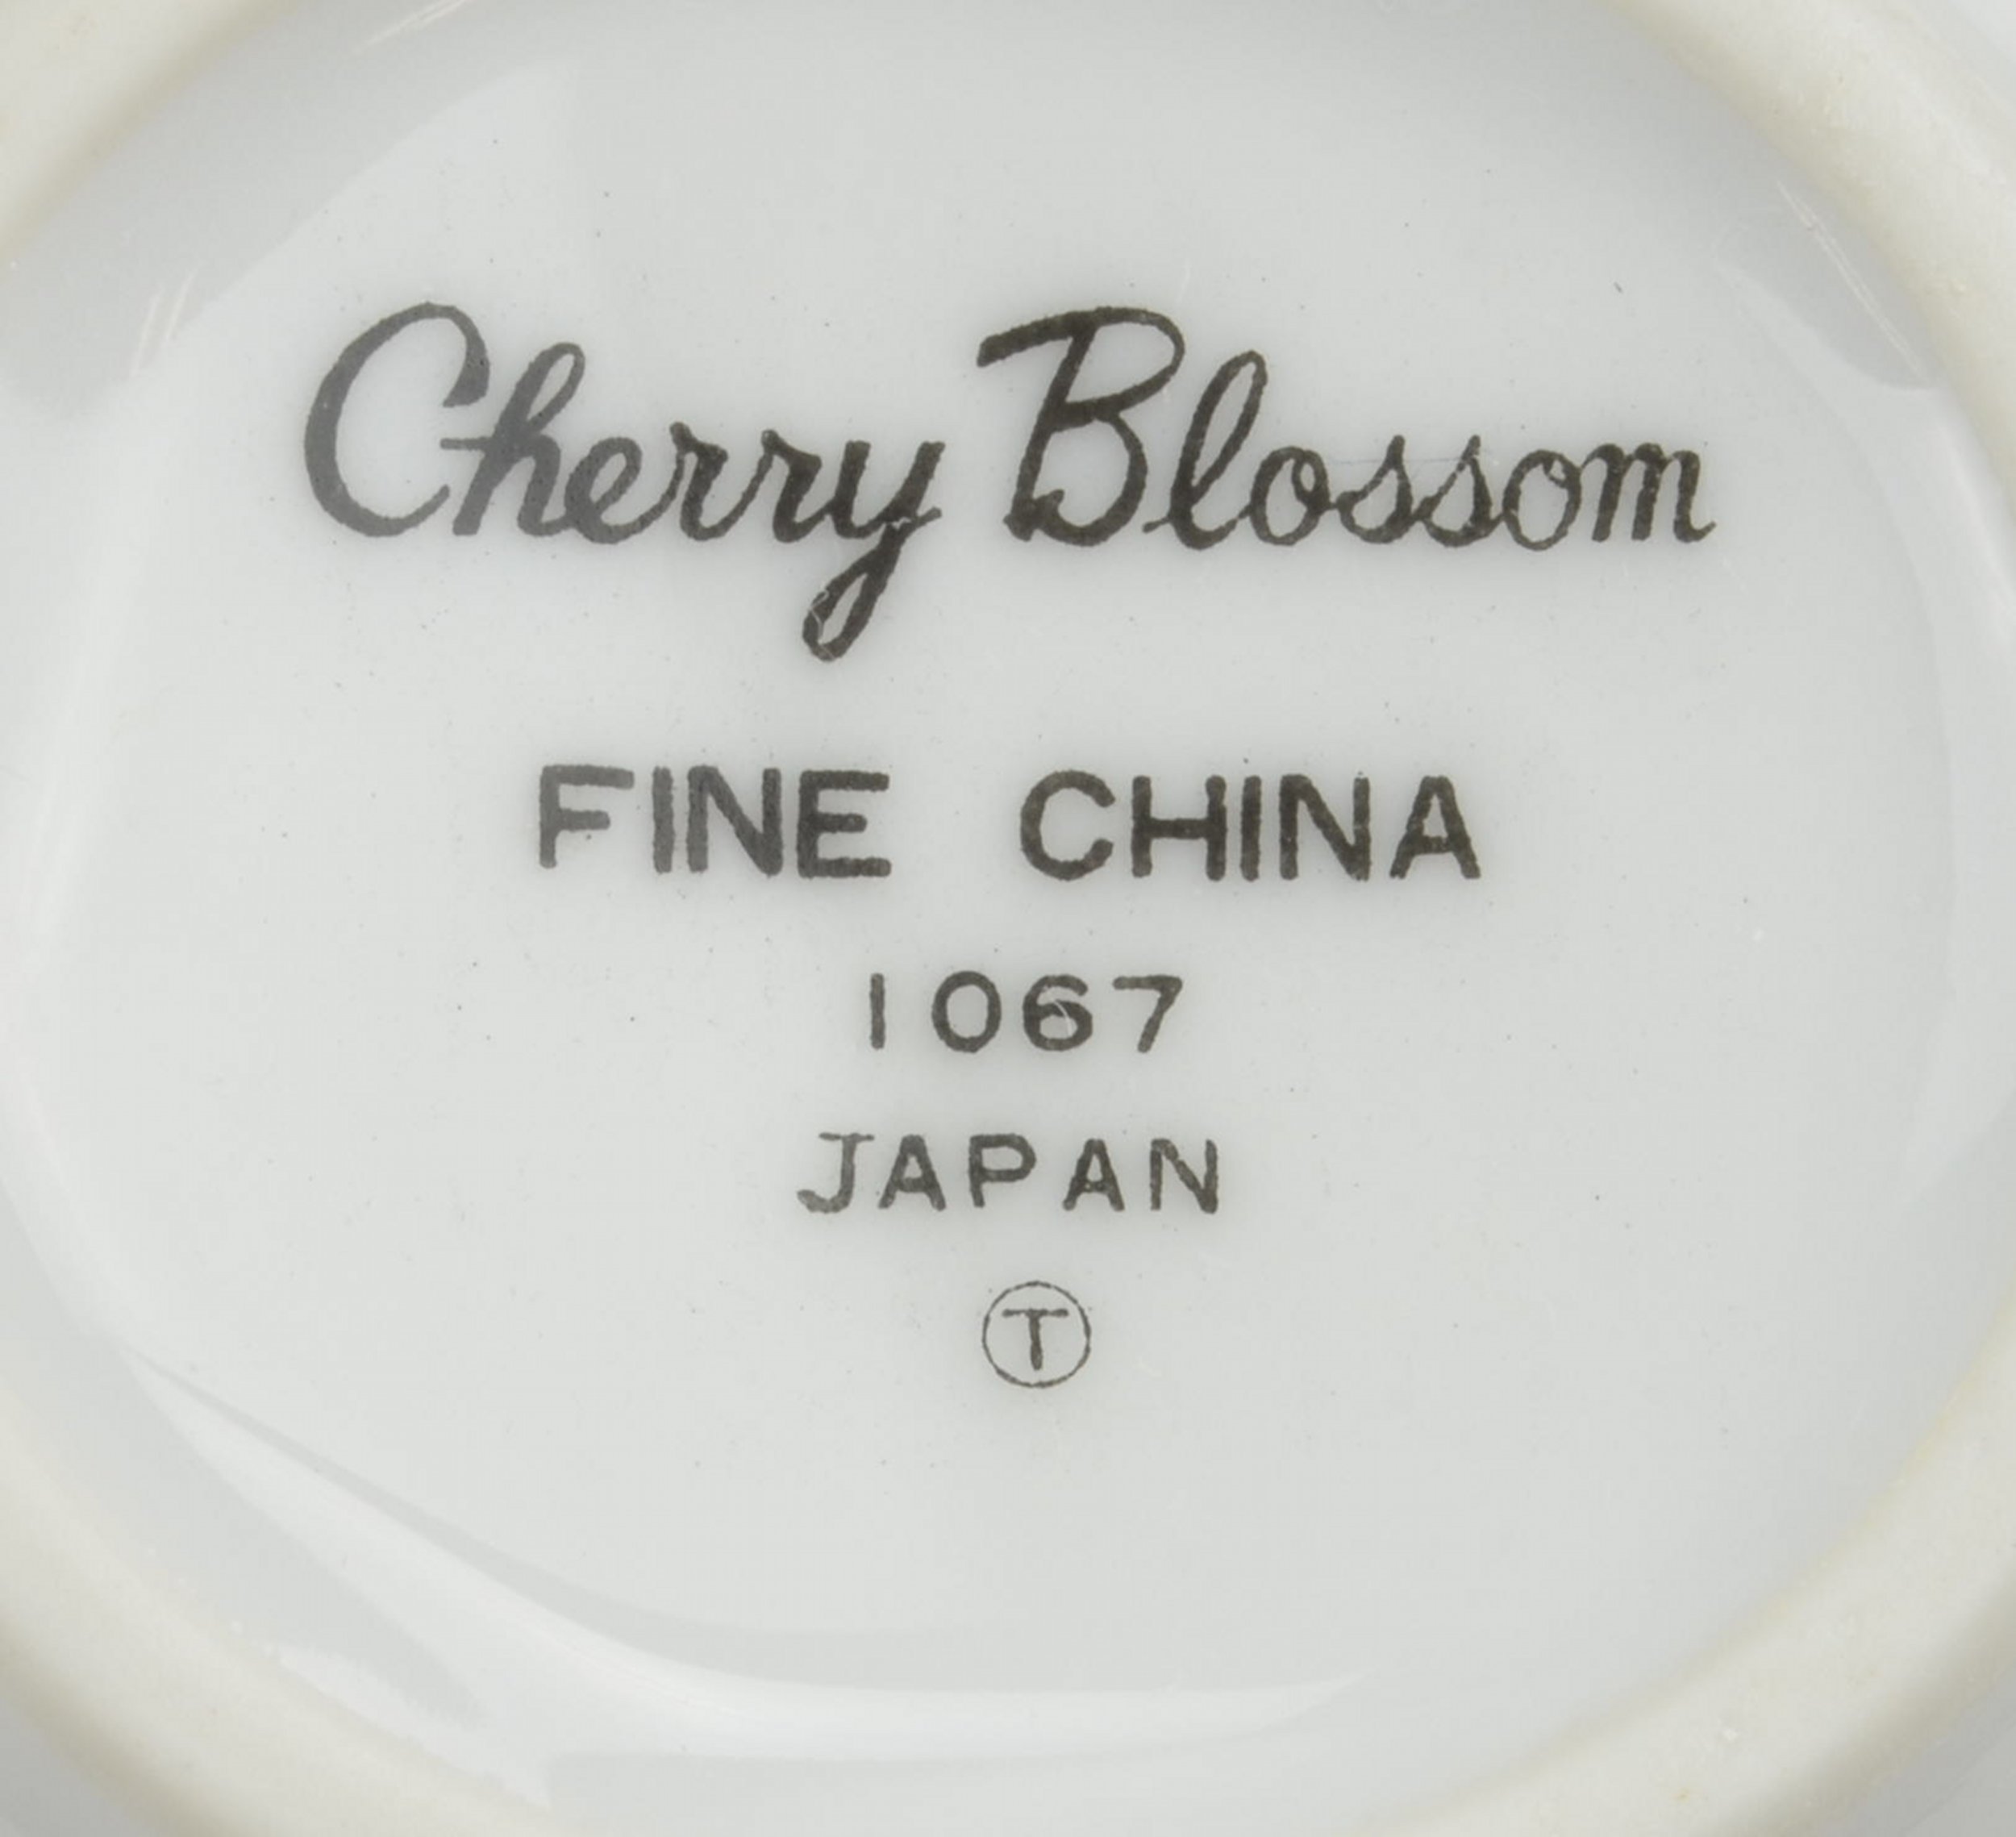 Cherry Blossom
FINE CHINA
1067
JAPAN
T